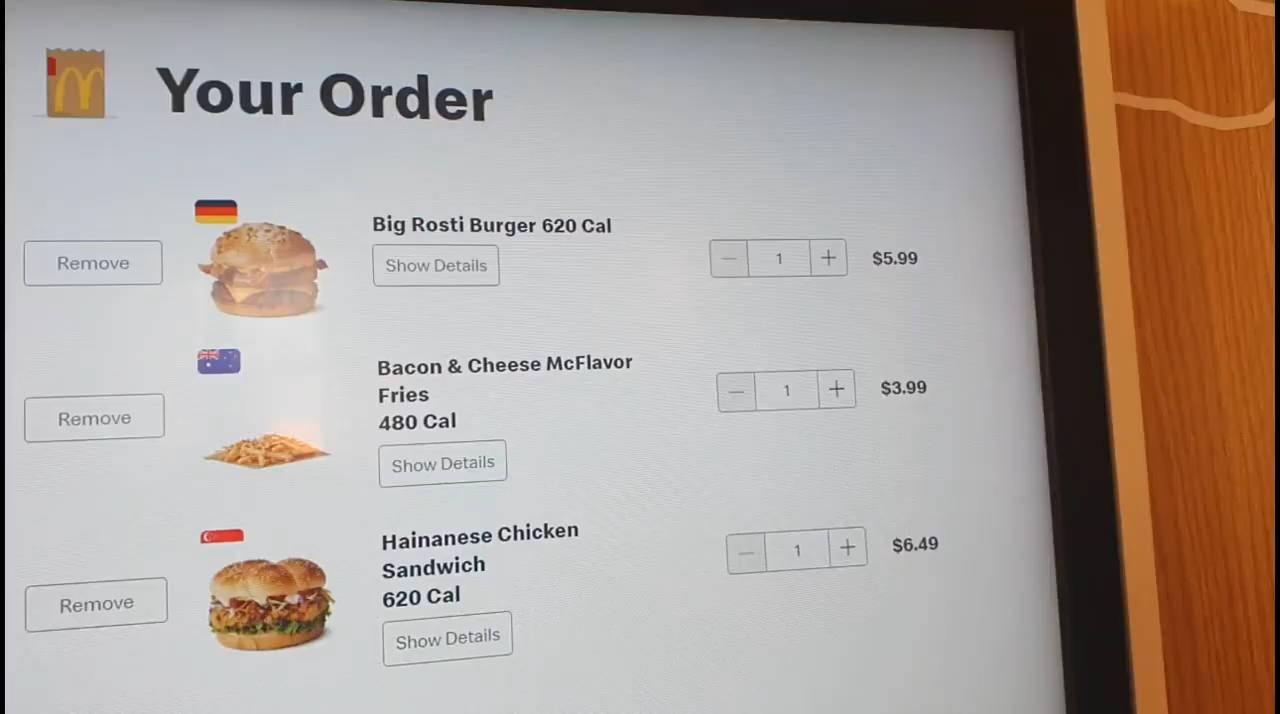 Your Order
Remove
Big Rosti Burger 620 Cal
Show Details
− 1 + $5.99
Remove
Bacon & Cheese McFlavor
Fries
480 Cal
Show Details
− 1 + $3.99
Remove
Hainanese Chicken
Sandwich
620 Cal
Show Details
− 1 + $6.49